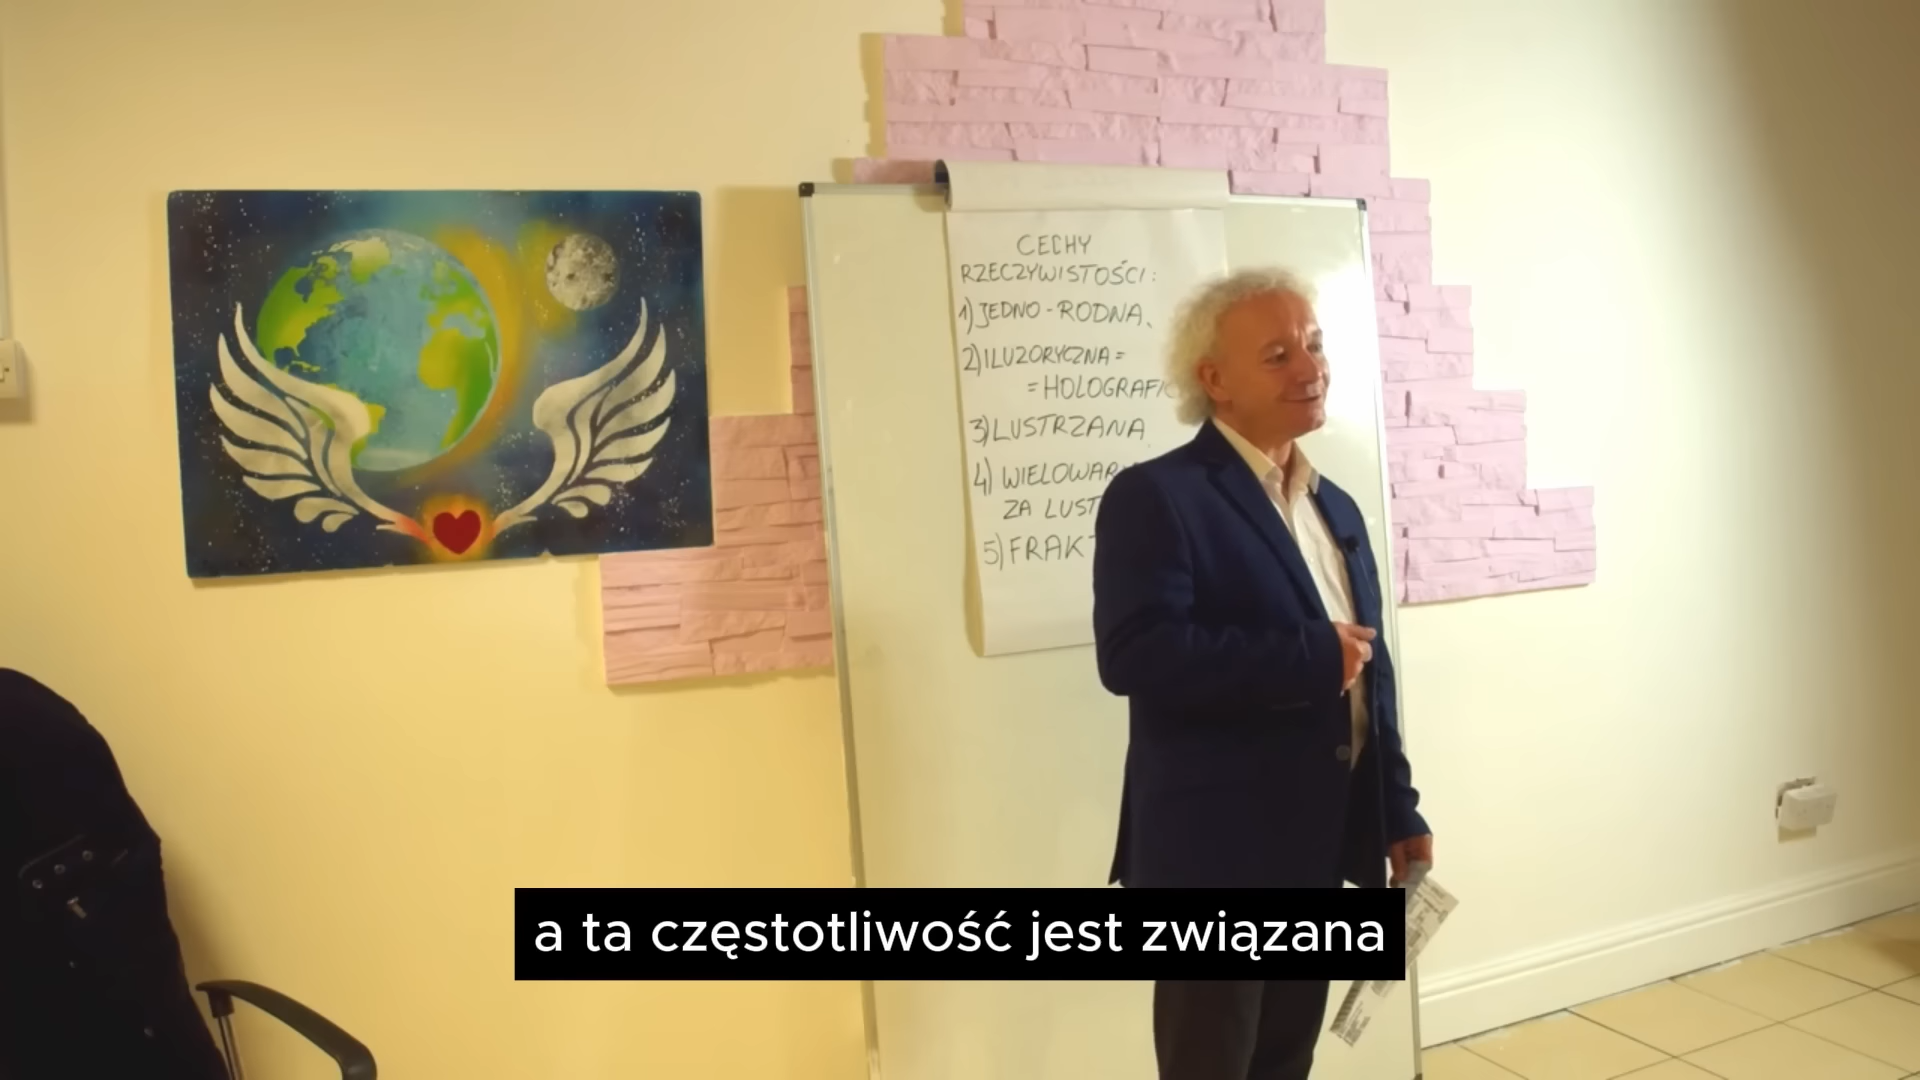 CECHY
RZECZYWISTOŚCI:
1) JEDNO-RODNA.
2) ILUZORYCZNA =
= HOLOGRAFIC
3) LUSTRZANA
4) WIELOWAR
ZA LUST
5) FRAKT
a ta częstotliwość jest związana